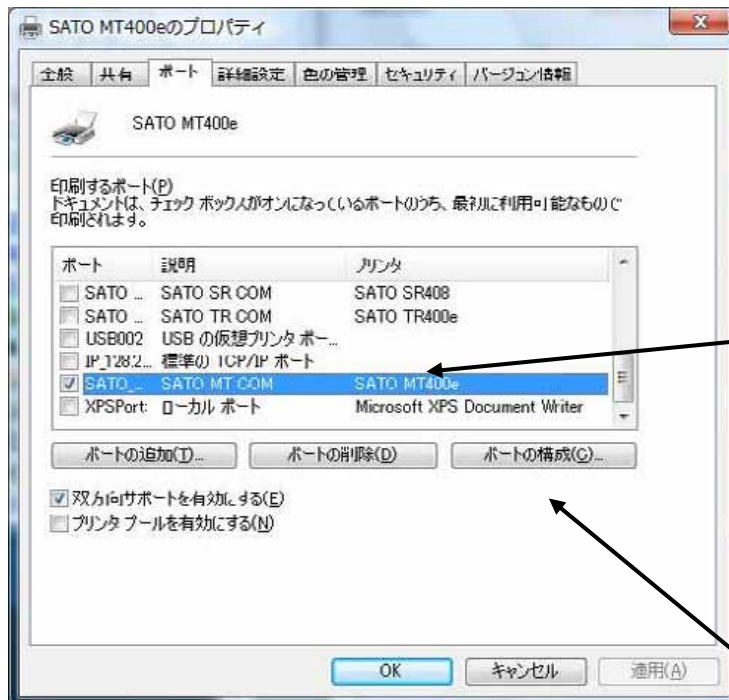 SATO MT400eのプロパティ
全般 共有 ポート 詳細設定 色の管理 セキュリティ バージョン情報
SATO MT400e
印刷するポート(P)
ドキュメントは、チェック ボックスがオンになっているポートのうち、最初に利用可能なもので
印刷されます。
ポート 説明 プリンタ
SATO ... SATO SR COM SATO SR408
SATO ... SATO TR COM SATO TR400e
USB002 USB の仮想プリンタ ポー...
IP_128.2... 標準の TCP/IP ポート
SATO_... SATO MT COM SATO MT400e
XPSPort: ローカル ポート Microsoft XPS Document Writer
ポートの追加(T)... ポートの削除(D) ポートの構成(C)...
双方向サポートを有効にする(E)
プリンタ プールを有効にする(N)
OK キャンセル 適用(A)